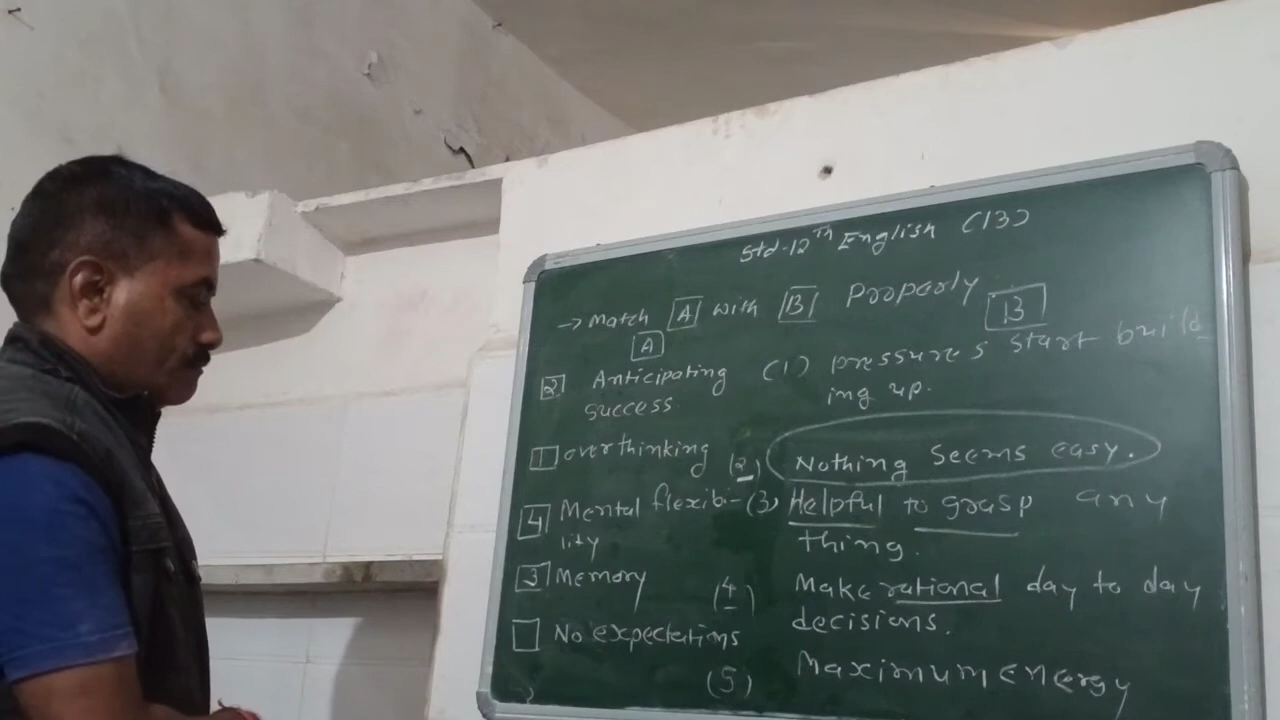 Std-12Th English (13)
→ Match A with B Properly
A B
2 Anticipating (1) pressures start build
success ing up.
1 overthinking (2) Nothing seems easy.
4 Mental flexibi- (3) Helpful to grasp any
lity thing.
3 Memory (4) Make rational day to day
decisions.
No expectations
(5) Maximum energy